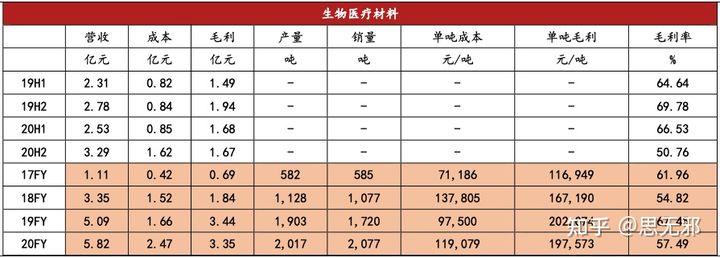 生物医疗材料
营收 成本 毛利 产量 销量 单吨成本 单吨毛利 毛利率
亿元 亿元 亿元 吨 吨 元/吨 元/吨 %
19H1 2.31 0.82 1.49 - - - - 64.64
19H2 2.78 0.84 1.94 - - - - 69.78
20H1 2.53 0.85 1.68 - - - - 66.53
20H2 3.29 1.62 1.67 - - - - 50.76
17FY 1.11 0.42 0.69 582 585 71,186 116,949 61.96
18FY 3.35 1.52 1.84 1,128 1,077 137,805 167,190 54.82
19FY 5.09 1.66 3.44 1,903 1,720 97,500
20FY 5.82 2.47 3.35 2,017 2,077 119,079 197,573 57.49
知乎 @思无邪